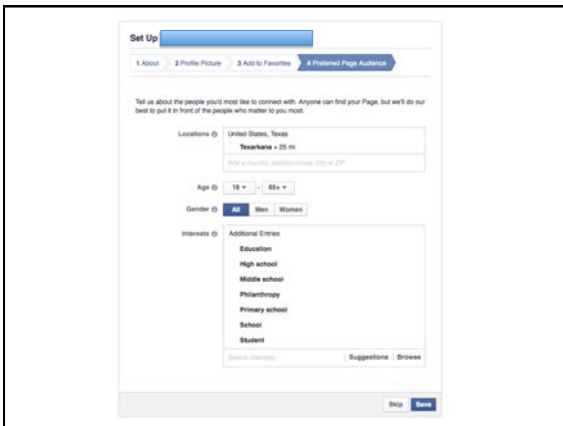 Set Up
1 About 2 Profile Picture 3 Add to Favorites 4 Preferred Page Audience
Tell us about the people you'd most like to connect with. Anyone can find your Page, but we'll do our
best to put it in front of the people who matter to you most.
Locations United States, Texas
Texarkana + 25 mi
Add a country, state/province, city or ZIP
Age 18 - 65+
Gender All Men Women
Interests Additional Entries
Education
High school
Middle school
Philanthropy
Primary school
School
Student
Search interests Suggestions Browse
Skip Save